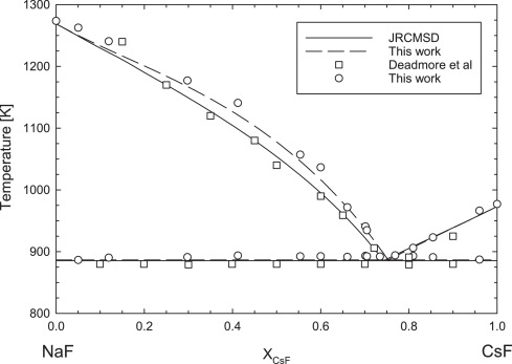 1300
1200
1100
1000
900
800
Temperature [K]
JRCMSD
This work
Deadmore et al
This work
0.0
0.2
0.4
0.6
0.8
1.0
NaF
XCsF
CsF